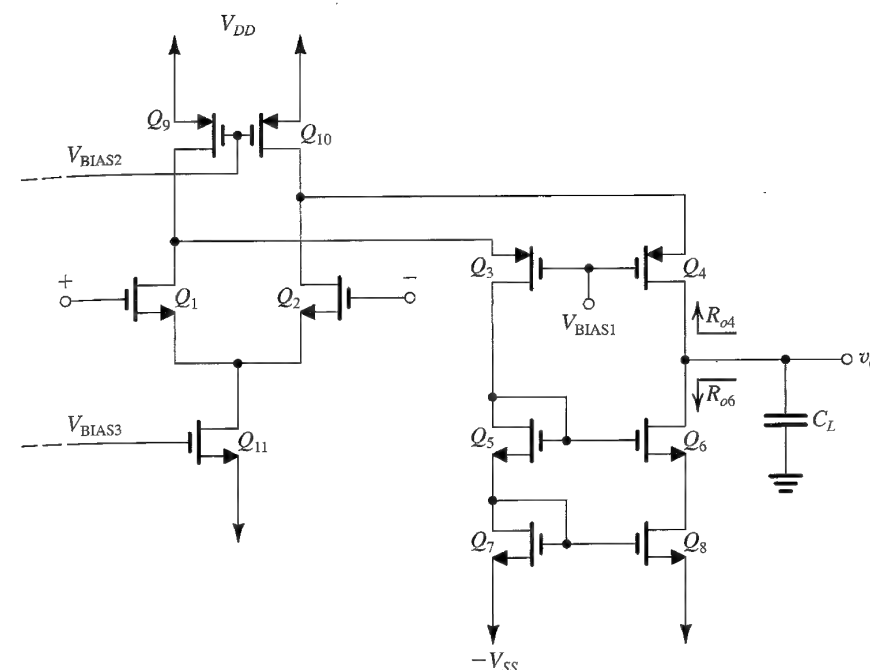 V_DD
Q_9
Q_10
V_BIAS2
Q_3
Q_4
+
Q_1
Q_2
−
V_BIAS1
R_o4
R_o6
V_BIAS3
Q_11
Q_5
Q_6
C_L
Q_7
Q_8
−V_SS